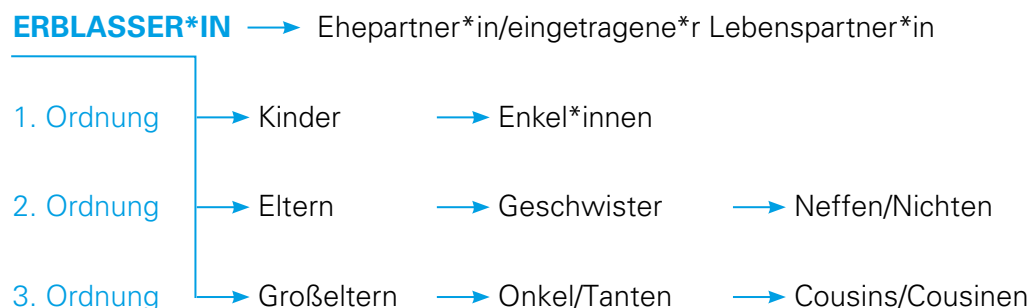 ERBLASSER*IN Ehepartner*in/eingetragene*r Lebenspartner*in
1. Ordnung Kinder Enkel*innen
2. Ordnung Eltern Geschwister Neffen/Nichten
3. Ordnung Großeltern Onkel/Tanten Cousins/Cousinen